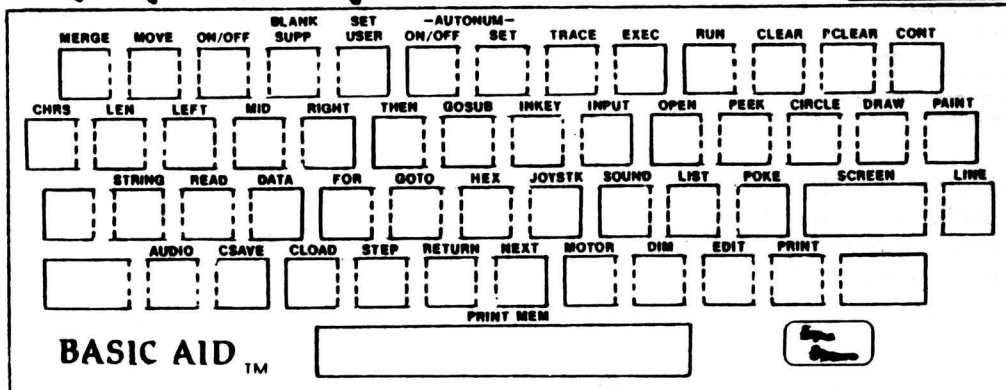 BLANK SET -AUTONUM-
MERGE MOVE ON/OFF SUPP USER ON/OFF SET TRACE EXEC RUN CLEAR PCLEAR CONT
CHRS LEN LEFT MID RIGHT THEN GOSUB INKEY INPUT OPEN PEEK CIRCLE DRAW PAINT
STRING READ DATA FOR GOTO HEX JOYSTK SOUND LIST POKE SCREEN LINE
AUDIO CSAVE CLOAD STEP RETURN NEXT MOTOR DIM EDIT PRINT
PRINT MEM
BASIC AID TM